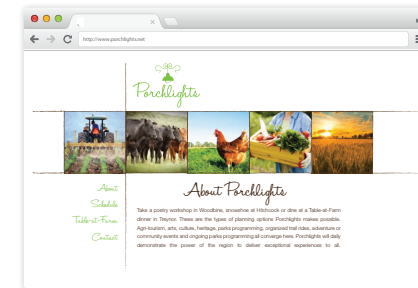 http://www.porchlights.net
Porchlights
About
Schedule
Table-at-Farm
Contact
About Porchlights
Take a poetry workshop in Woodbine, snowshoe at Hitchcock or dine at a Table-at-Farm
dinner in Treynor. These are the types of planning options Porchlights makes possible.
Agri-tourism, arts, culture, heritage, parks programming, organized trail rides, adventure or
community events and ongoing parks programming all converge here. Porchlights will daily
demonstrate the power of the region to deliver exceptional experiences to all.